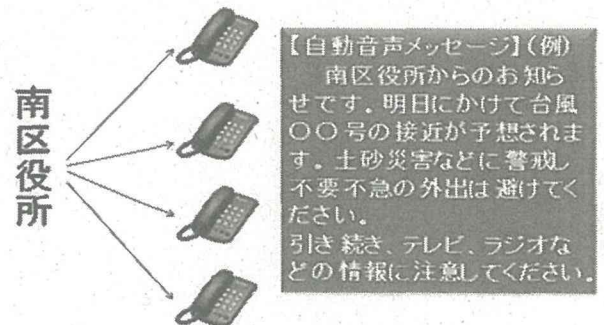 南区役所
【自動音声メッセージ】(例)
南区役所からのお知ら
せです。明日にかけて台風
〇〇号の接近が予想されま
す。土砂災害などに警戒し
不要不急の外出は避けてく
ださい。
引き続き、テレビ、ラジオな
どの情報に注意してください。